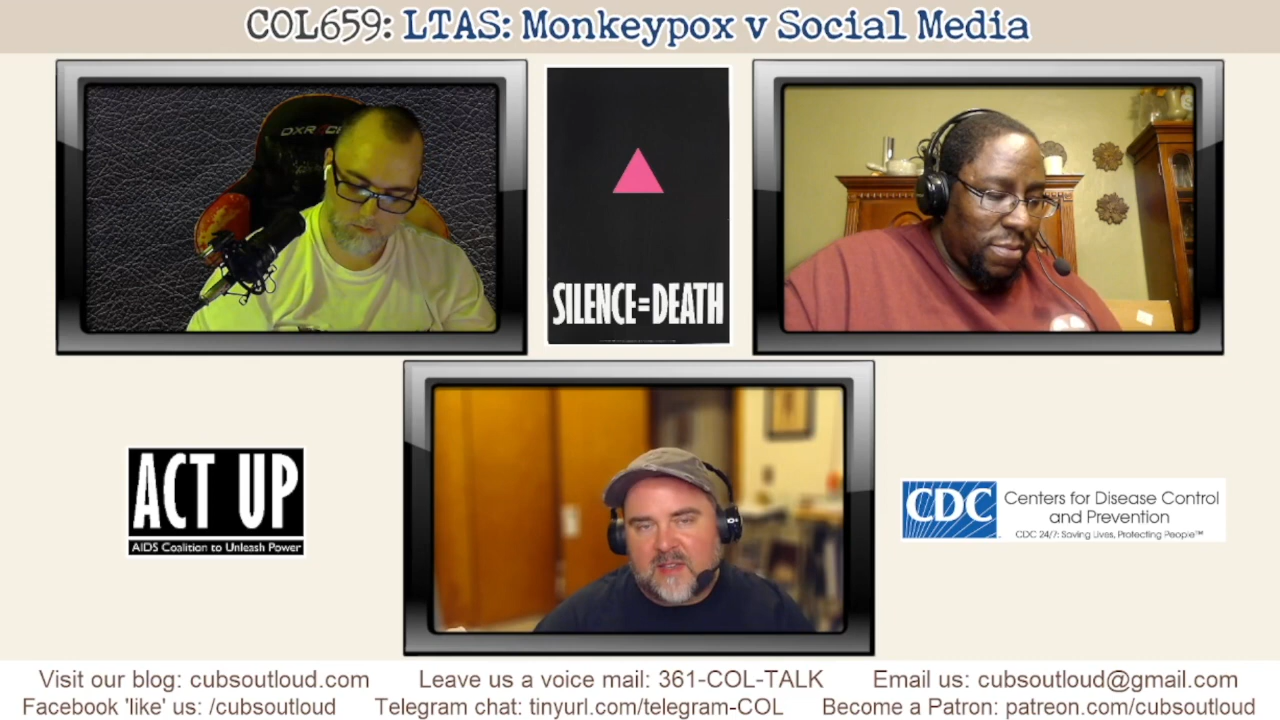 COL659: LTAS: Monkeypox v Social Media
SILENCE=DEATH
ACT UP
AIDS Coalition to Unleash Power
CDC
Centers for Disease Control
and Prevention
CDC 24/7: Saving Lives, Protecting People™
Visit our blog: cubsoutloud.com
Leave us a voice mail: 361-COL-TALK
Email us: cubsoutloud@gmail.com
Facebook 'like' us: /cubsoutloud
Telegram chat: tinyurl.com/telegram-COL
Become a Patron: patreon.com/cubsoutloud